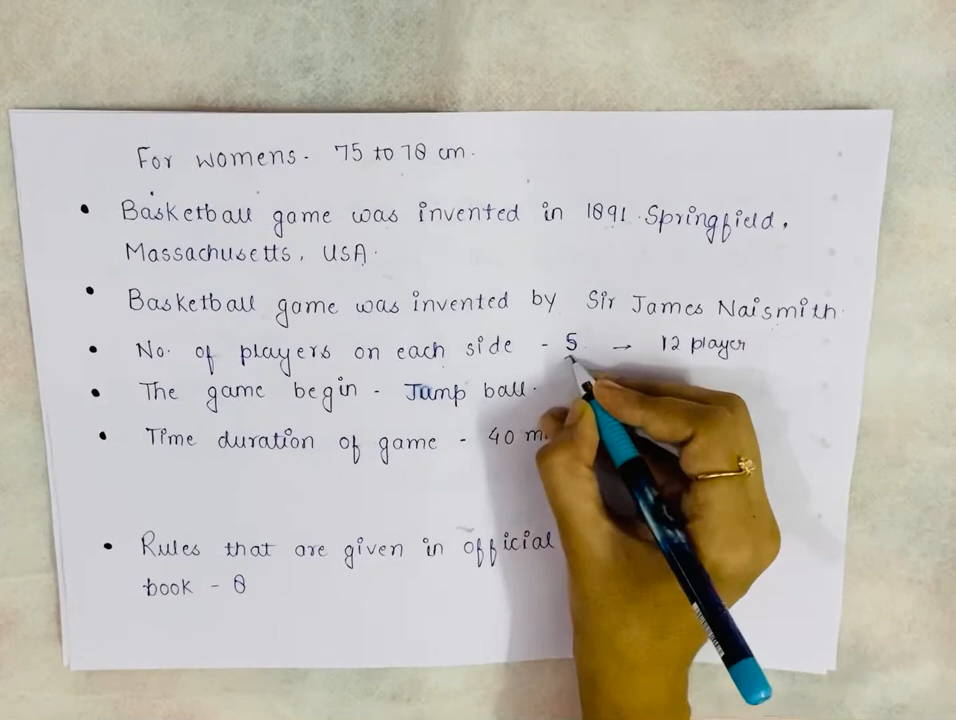 For womens - 75 to 78 cm.
• Basketball game was invented in 1891. Springfield,
Massachusetts, USA.
• Basketball game was invented by Sir James Naismith.
• No. of players on each side - 5. → 12 player
• The game begin - Jump ball.
• Time duration of game - 40
• Rules that are given in official
book - 8